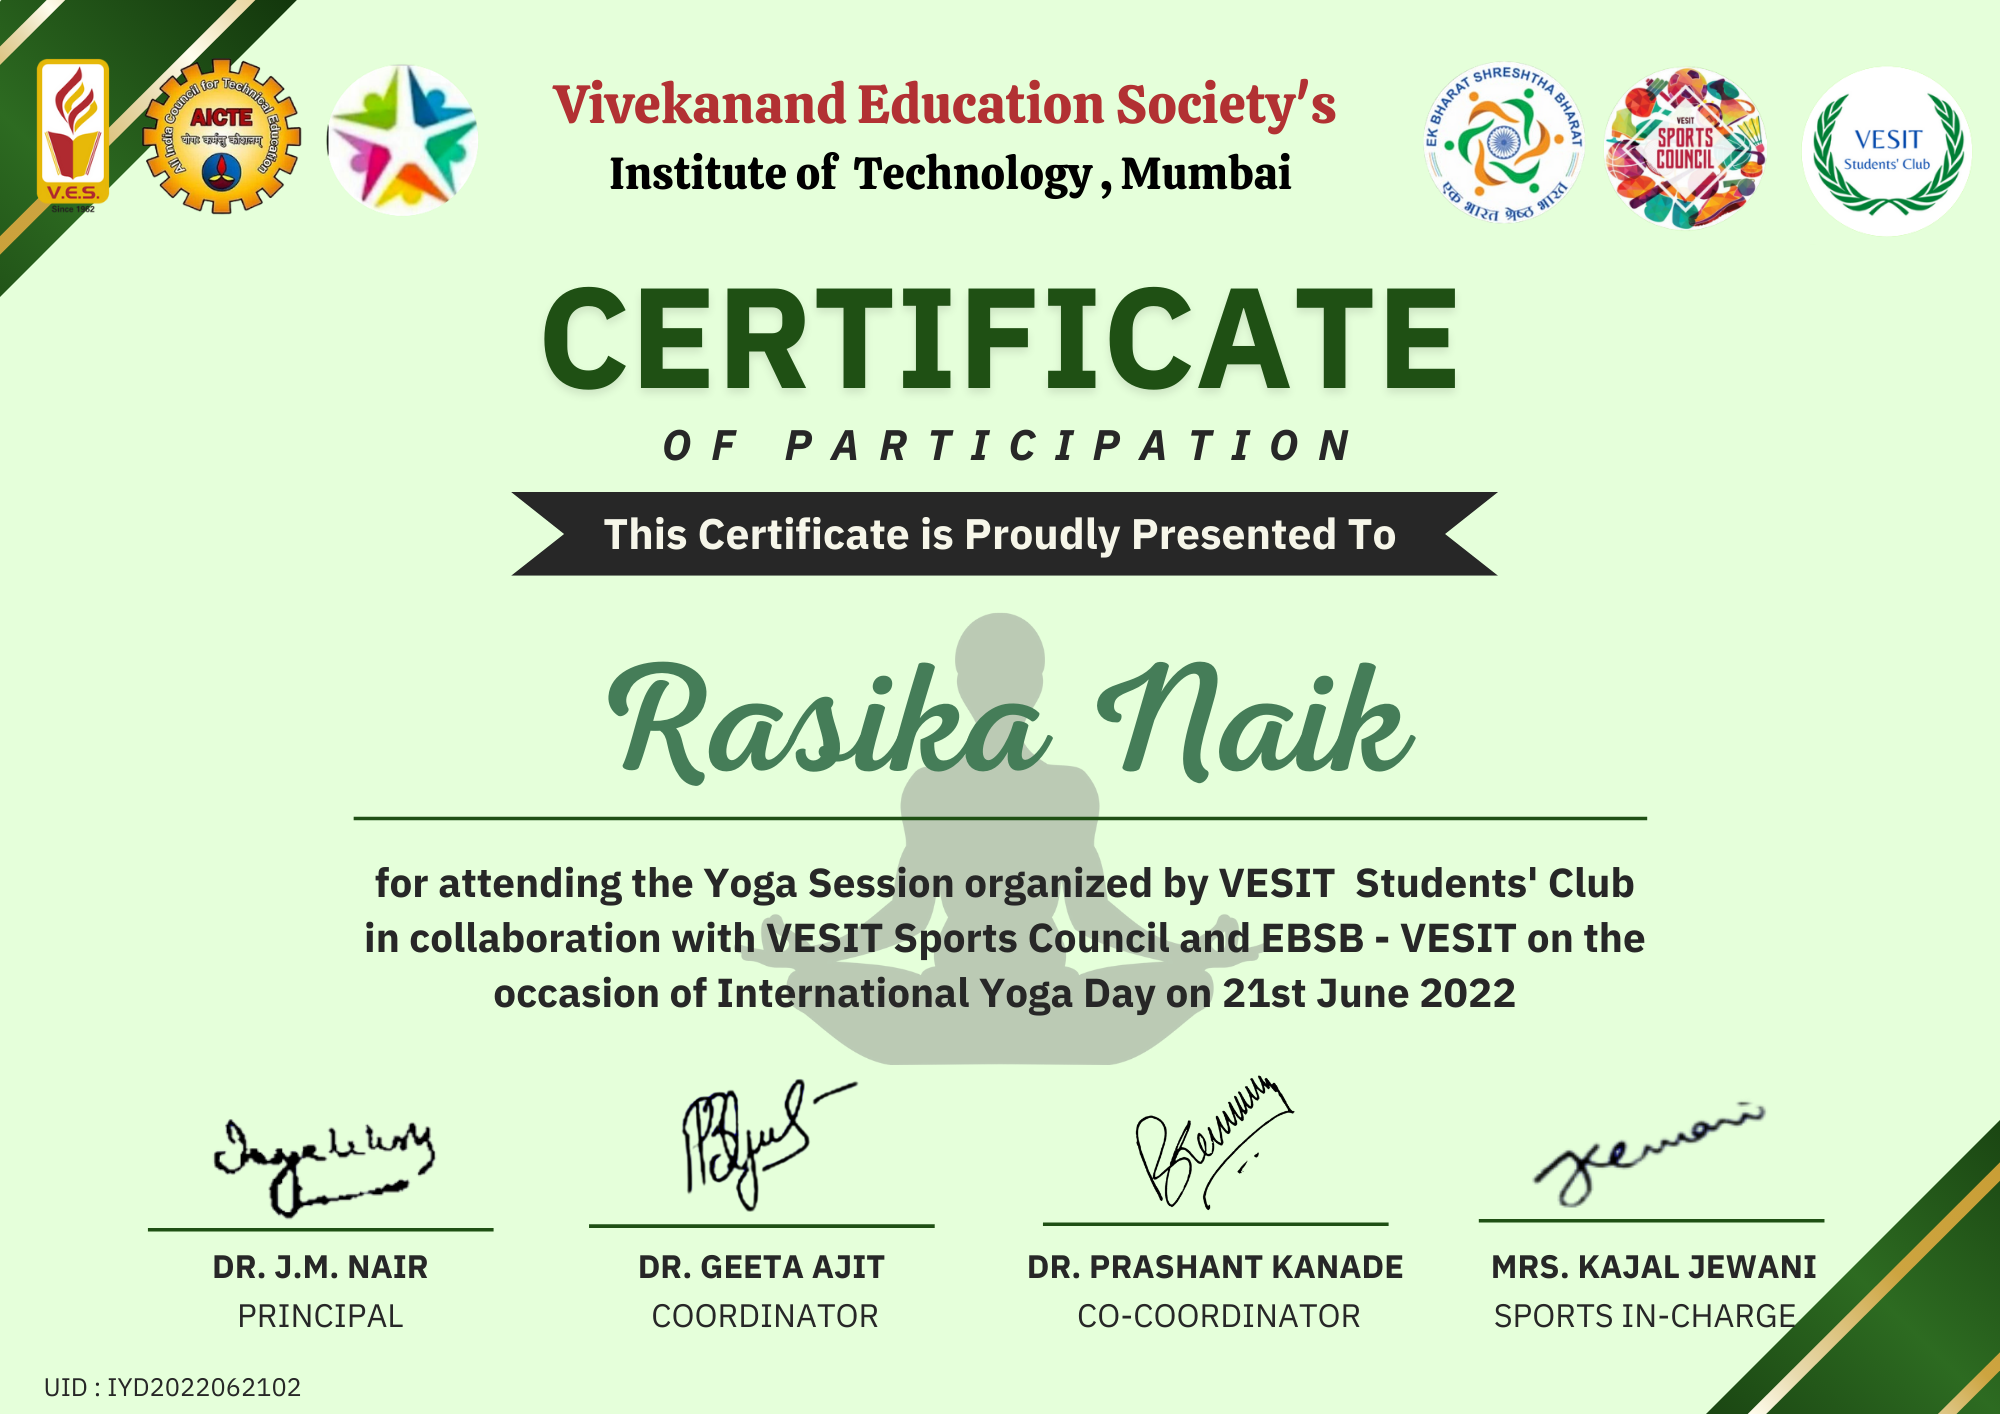 V.E.S.
Since 1962
All India Council for Technical Education
AICTE
योगः कर्मसु कौशलम्
Vivekanand Education Society's
Institute of Technology , Mumbai
EK BHARAT SHRESHTHA BHARAT
एक भारत श्रेष्ठ भारत
VESIT
SPORTS
COUNCIL
VESIT
Students' Club
CERTIFICATE
OF PARTICIPATION
This Certificate is Proudly Presented To
Rasika Naik
for attending the Yoga Session organized by VESIT Students' Club
in collaboration with VESIT Sports Council and EBSB - VESIT on the
occasion of International Yoga Day on 21st June 2022
DR. J.M. NAIR
PRINCIPAL
DR. GEETA AJIT
COORDINATOR
DR. PRASHANT KANADE
CO-COORDINATOR
MRS. KAJAL JEWANI
SPORTS IN-CHARGE
UID : IYD2022062102